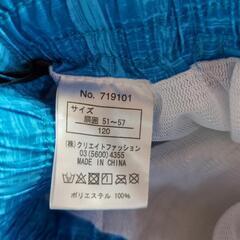 No. 719101
サイズ
胴囲 51〜57
120
(株)クリエイトファッション
03(5600)4355
MADE IN CHINA
ポリエステル 100%